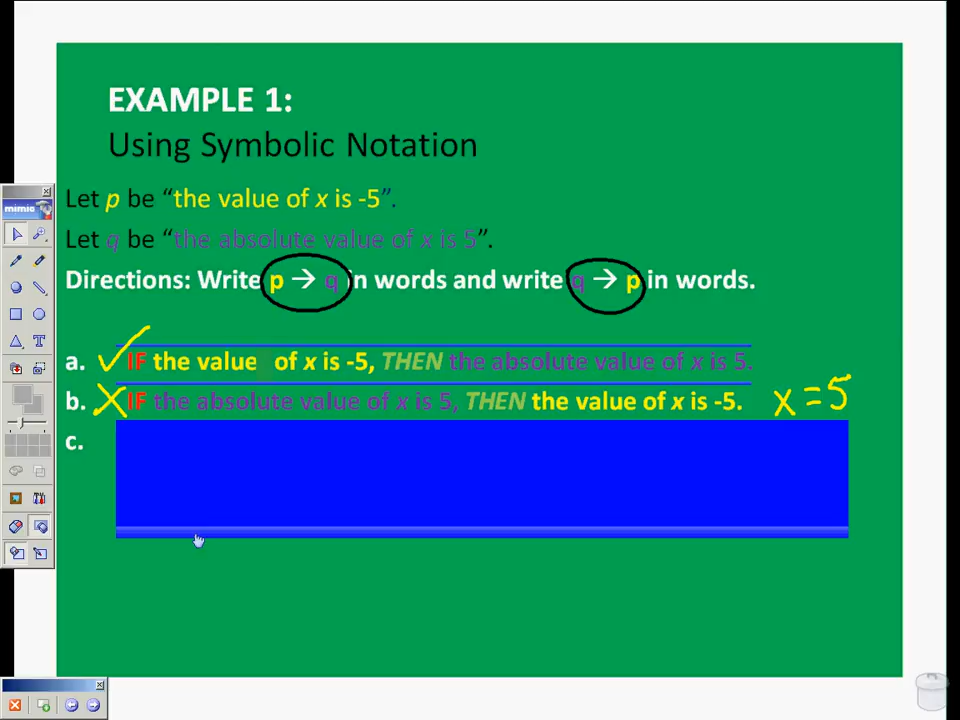 EXAMPLE 1:
Using Symbolic Notation
Let p be “the value of x is -5”.
mimio
Let q be “the absolute value of x is 5”.
Directions: Write p → q in words and write q → p in words.
a. IF the value of x is -5, THEN the absolute value of x is 5.
b. IF the absolute value of x is 5, THEN the value of x is -5. x = 5
c.